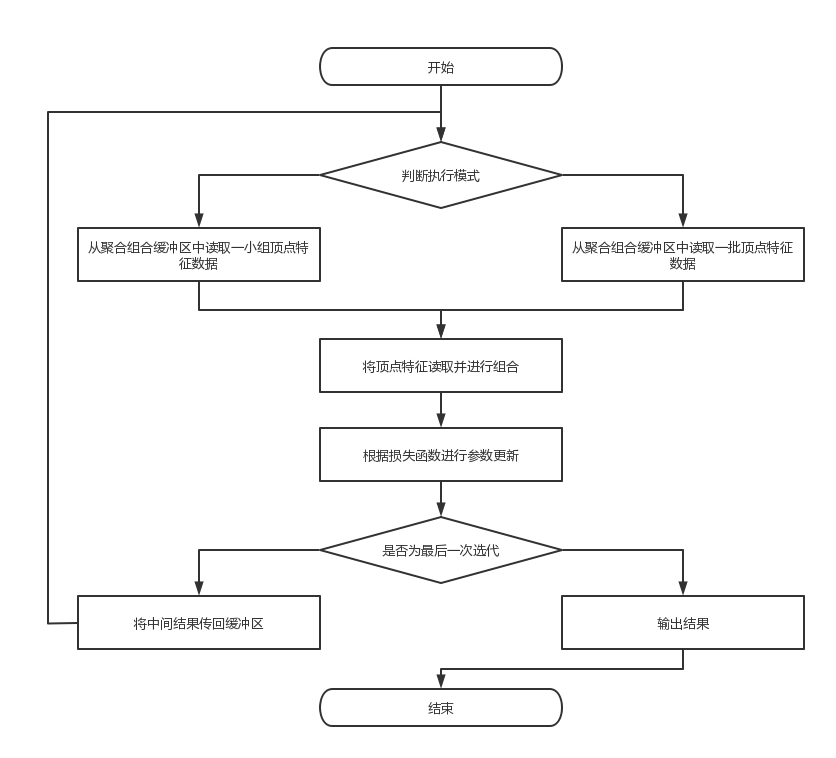 开始
判断执行模式
从聚合组合缓冲区中读取一小组顶点特
征数据
从聚合组合缓冲区中读取一批顶点特征
数据
将顶点特征读取并进行组合
根据损失函数进行参数更新
是否为最后一次选代
将中间结果传回缓冲区
输出结果
结束